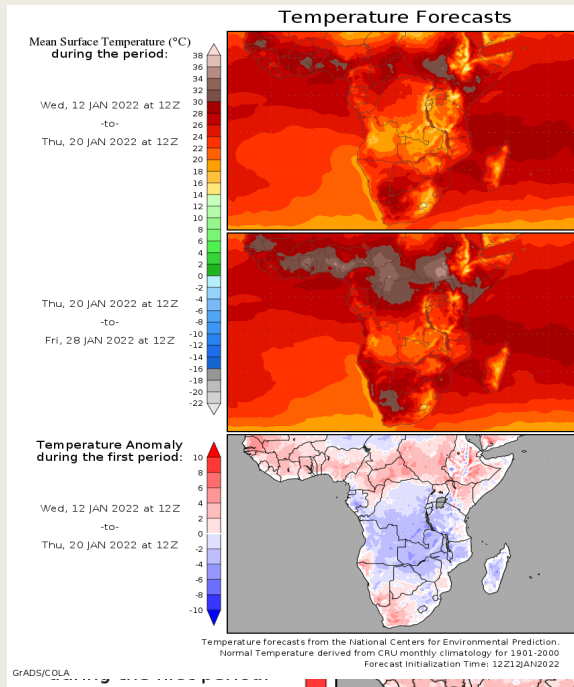 Temperature Forecasts
Mean Surface Temperature (°C)
during the period:
Wed, 12 JAN 2022 at 12Z
-to-
Thu, 20 JAN 2022 at 12Z
38
36
34
32
30
28
26
24
22
20
18
16
14
12
10
8
6
4
2
0
-2
-4
-6
-8
-10
-12
-14
-16
-18
-20
-22
Thu, 20 JAN 2022 at 12Z
-to-
Fri, 28 JAN 2022 at 12Z
Temperature Anomaly
during the first period:
Wed, 12 JAN 2022 at 12Z
-to-
Thu, 20 JAN 2022 at 12Z
10
8
6
4
2
0
-2
-4
-6
-8
-10
Temperature forecasts from the National Centers for Environmental Prediction.
Normal Temperature derived from CRU monthly climatology for 1901-2000
Forecast Initialization Time: 12Z12JAN2022
GrADS/COLA
during the first period: